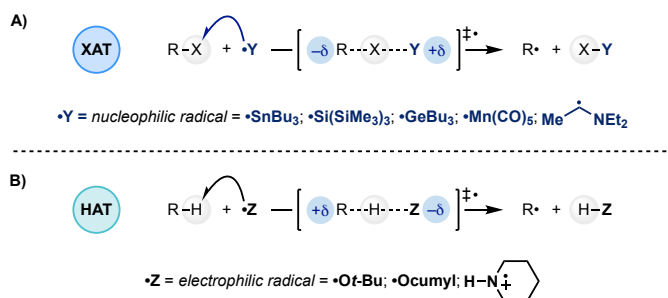 A)
XAT R–X + •Y [ –δ R---X---Y +δ ]‡• R• + X–Y
•Y = nucleophilic radical = •SnBu₃; •Si(SiMe₃)₃; •GeBu₃; •Mn(CO)₅; Me • NEt₂
B)
HAT R–H + •Z [ +δ R---H---Z –δ ]‡• R• + H–Z
•Z = electrophilic radical = •Ot-Bu; •Ocumyl; H–N•+